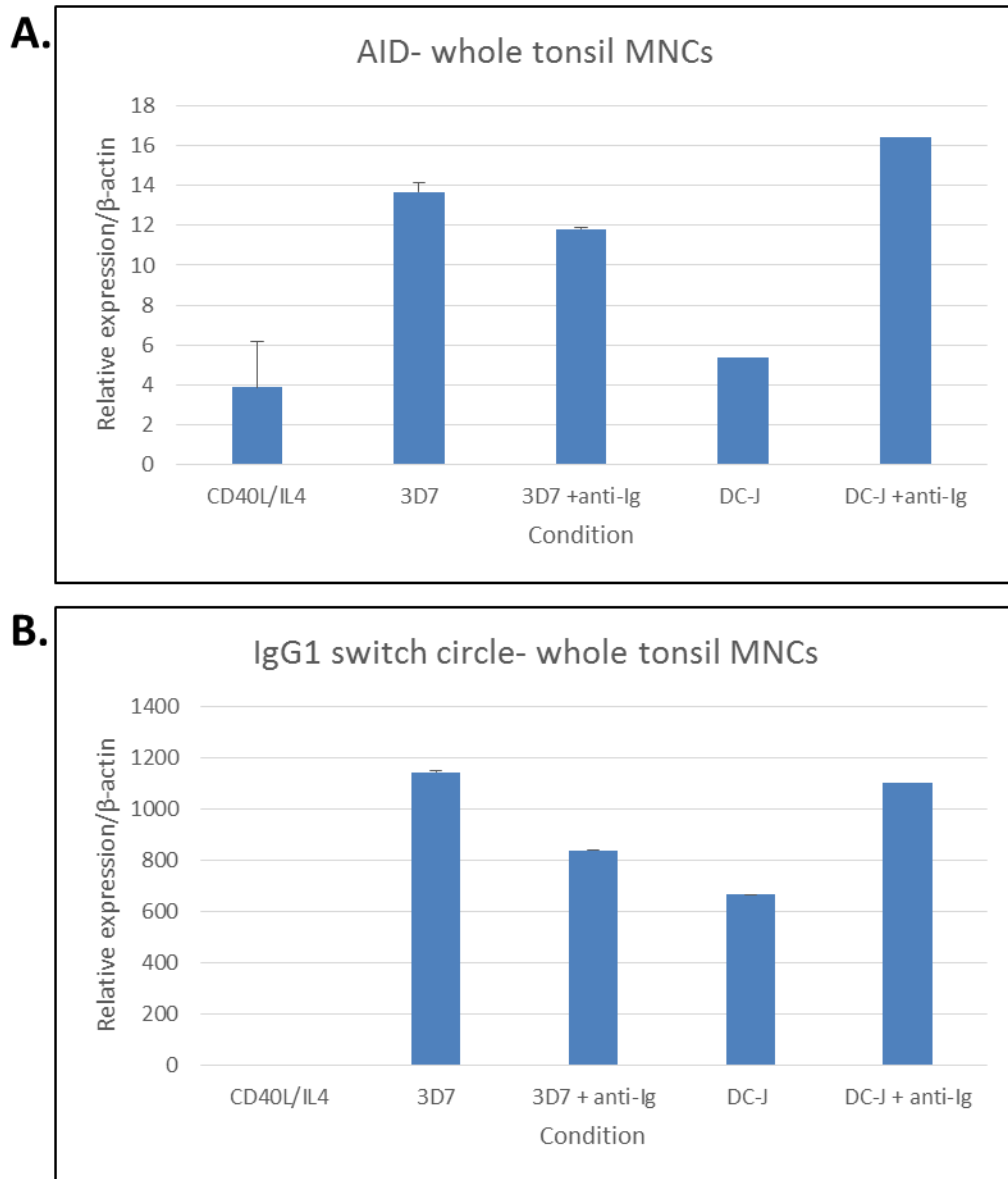 A.
AID- whole tonsil MNCs
Relative expression/β-actin
18
16
14
12
10
8
6
4
2
0
CD40L/IL4 3D7 3D7 +anti-Ig DC-J DC-J +anti-Ig
Condition
B.
IgG1 switch circle- whole tonsil MNCs
Relative expression/β-actin
1400
1200
1000
800
600
400
200
0
CD40L/IL4 3D7 3D7 + anti-Ig DC-J DC-J + anti-Ig
Condition